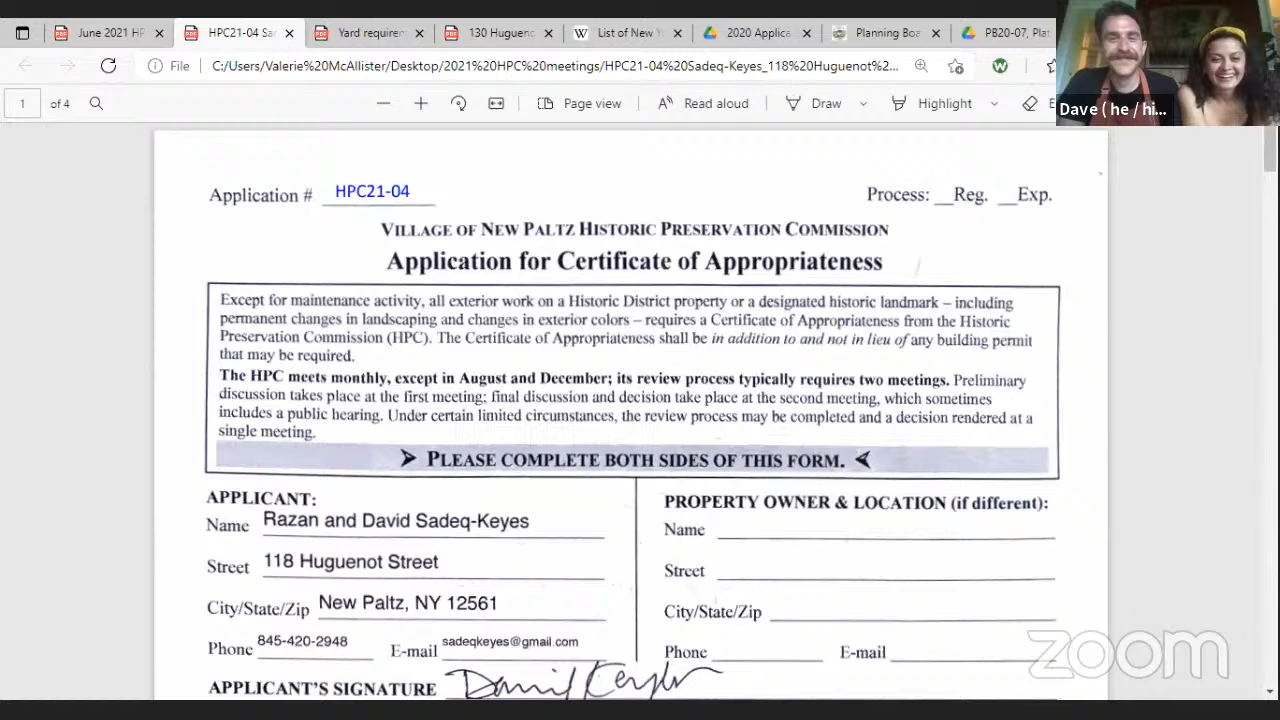 June 2021 HP
HPC21-04 Sa
Yard requirem
130 Huguen
List of New Y
2020 Applica
Planning Boa
PB20-07, Plat
File
C:/Users/Valerie%20McAllister/Desktop/2021%20HPC%20meetings/HPC21-04%20Sadeq-Keyes_118%20Huguenot%2...
1 of 4
Page view
Read aloud
Draw
Highlight
Dave ( he / hi...
Application # HPC21-04
Process: __Reg. __Exp.
VILLAGE OF NEW PALTZ HISTORIC PRESERVATION COMMISSION
Application for Certificate of Appropriateness
Except for maintenance activity, all exterior work on a Historic District property or a designated historic landmark – including
permanent changes in landscaping and changes in exterior colors – requires a Certificate of Appropriateness from the Historic
Preservation Commission (HPC). The Certificate of Appropriateness shall be in addition to and not in lieu of any building permit
that may be required.
The HPC meets monthly, except in August and December; its review process typically requires two meetings. Preliminary
discussion takes place at the first meeting; final discussion and decision take place at the second meeting, which sometimes
includes a public hearing. Under certain limited circumstances, the review process may be completed and a decision rendered at a
single meeting.
➤ PLEASE COMPLETE BOTH SIDES OF THIS FORM. ⮜
APPLICANT:
Name Razan and David Sadeq-Keyes
Street 118 Huguenot Street
City/State/Zip New Paltz, NY 12561
Phone 845-420-2948 E-mail sadeqkeyes@gmail.com
APPLICANT'S SIGNATURE
PROPERTY OWNER & LOCATION (if different):
Name
Street
City/State/Zip
Phone E-mail
zoom